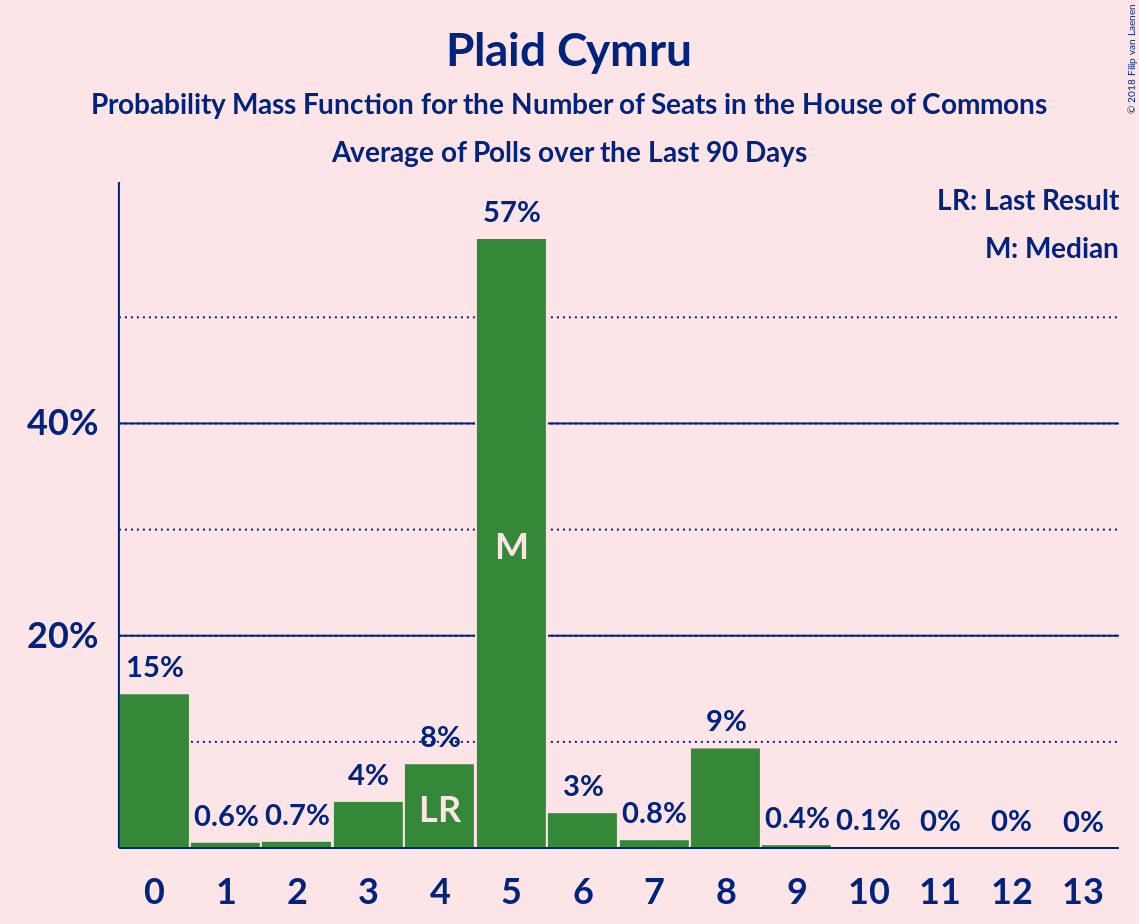 Plaid Cymru
Probability Mass Function for the Number of Seats in the House of Commons
Average of Polls over the Last 90 Days
© 2018 Filip van Laenen
LR: Last Result
M: Median
57%
40%
M
20%
15%
9%
8%
3%
4%
LR
0.6%
0.7%
0.8%
0.4%
0.1%
0%
0%
0%
0 1 2 3 4 5 6 7 8 9 10 11 12 13